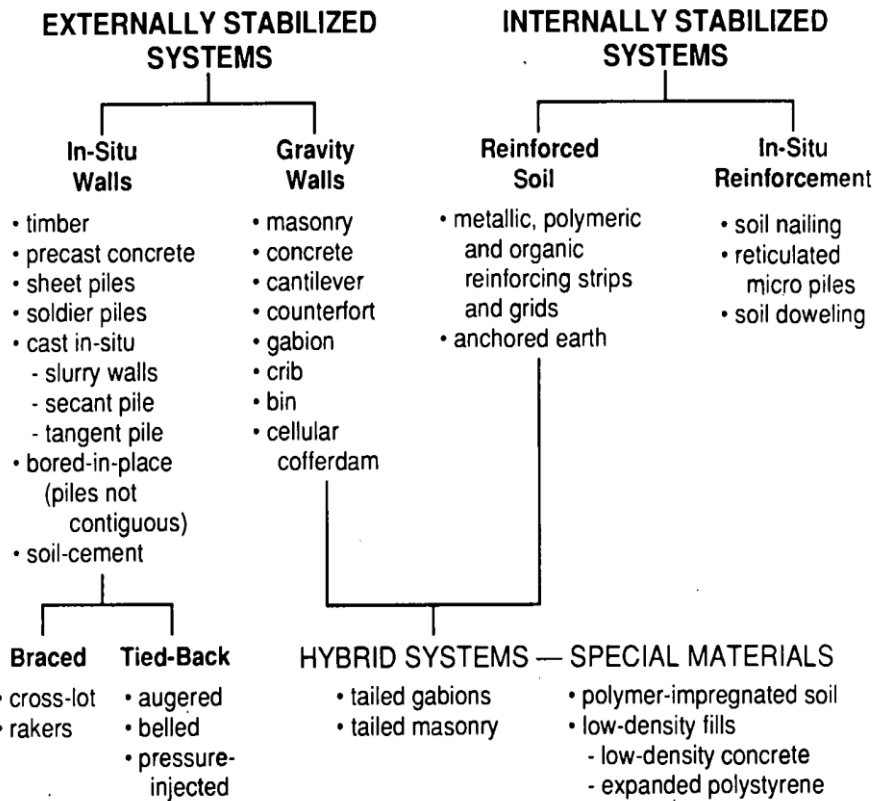 EXTERNALLY STABILIZED
SYSTEMS
INTERNALLY STABILIZED
SYSTEMS
In-Situ
Walls
• timber
• precast concrete
• sheet piles
• soldier piles
• cast in-situ
- slurry walls
- secant pile
- tangent pile
• bored-in-place
(piles not
contiguous)
• soil-cement
Gravity
Walls
• masonry
• concrete
• cantilever
• counterfort
• gabion
• crib
• bin
• cellular
cofferdam
Reinforced
Soil
• metallic, polymeric
and organic
reinforcing strips
and grids
• anchored earth
In-Situ
Reinforcement
• soil nailing
• reticulated
micro piles
• soil doweling
Braced
• cross-lot
• rakers
Tied-Back
• augered
• belled
• pressure-
injected
HYBRID SYSTEMS — SPECIAL MATERIALS
• tailed gabions
• tailed masonry
• polymer-impregnated soil
• low-density fills
- low-density concrete
- expanded polystyrene